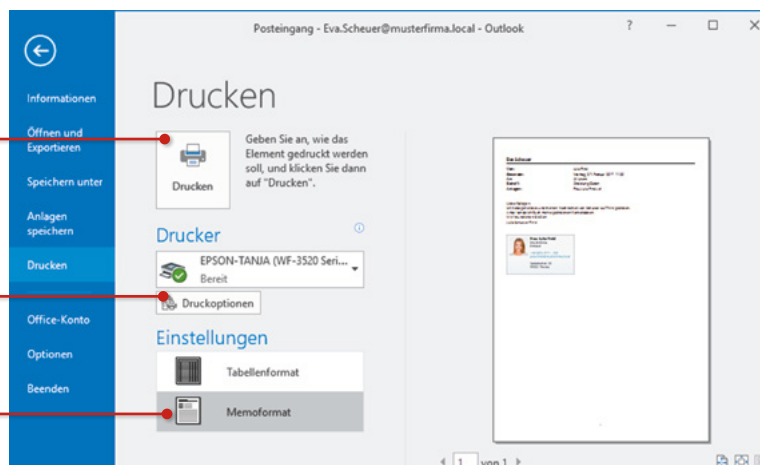 Posteingang - Eva.Scheuer@musterfirma.local - Outlook
?
Informationen
Öffnen und
Exportieren
Speichern unter
Anlagen
speichern
Drucken
Office-Konto
Optionen
Beenden
Drucken
Drucken
Geben Sie an, wie das
Element gedruckt werden
soll, und klicken Sie dann
auf "Drucken".
Drucker
EPSON-TANJA (WF-3520 Seri...
Bereit
Druckoptionen
Einstellungen
Tabellenformat
Memoformat
1 von 1